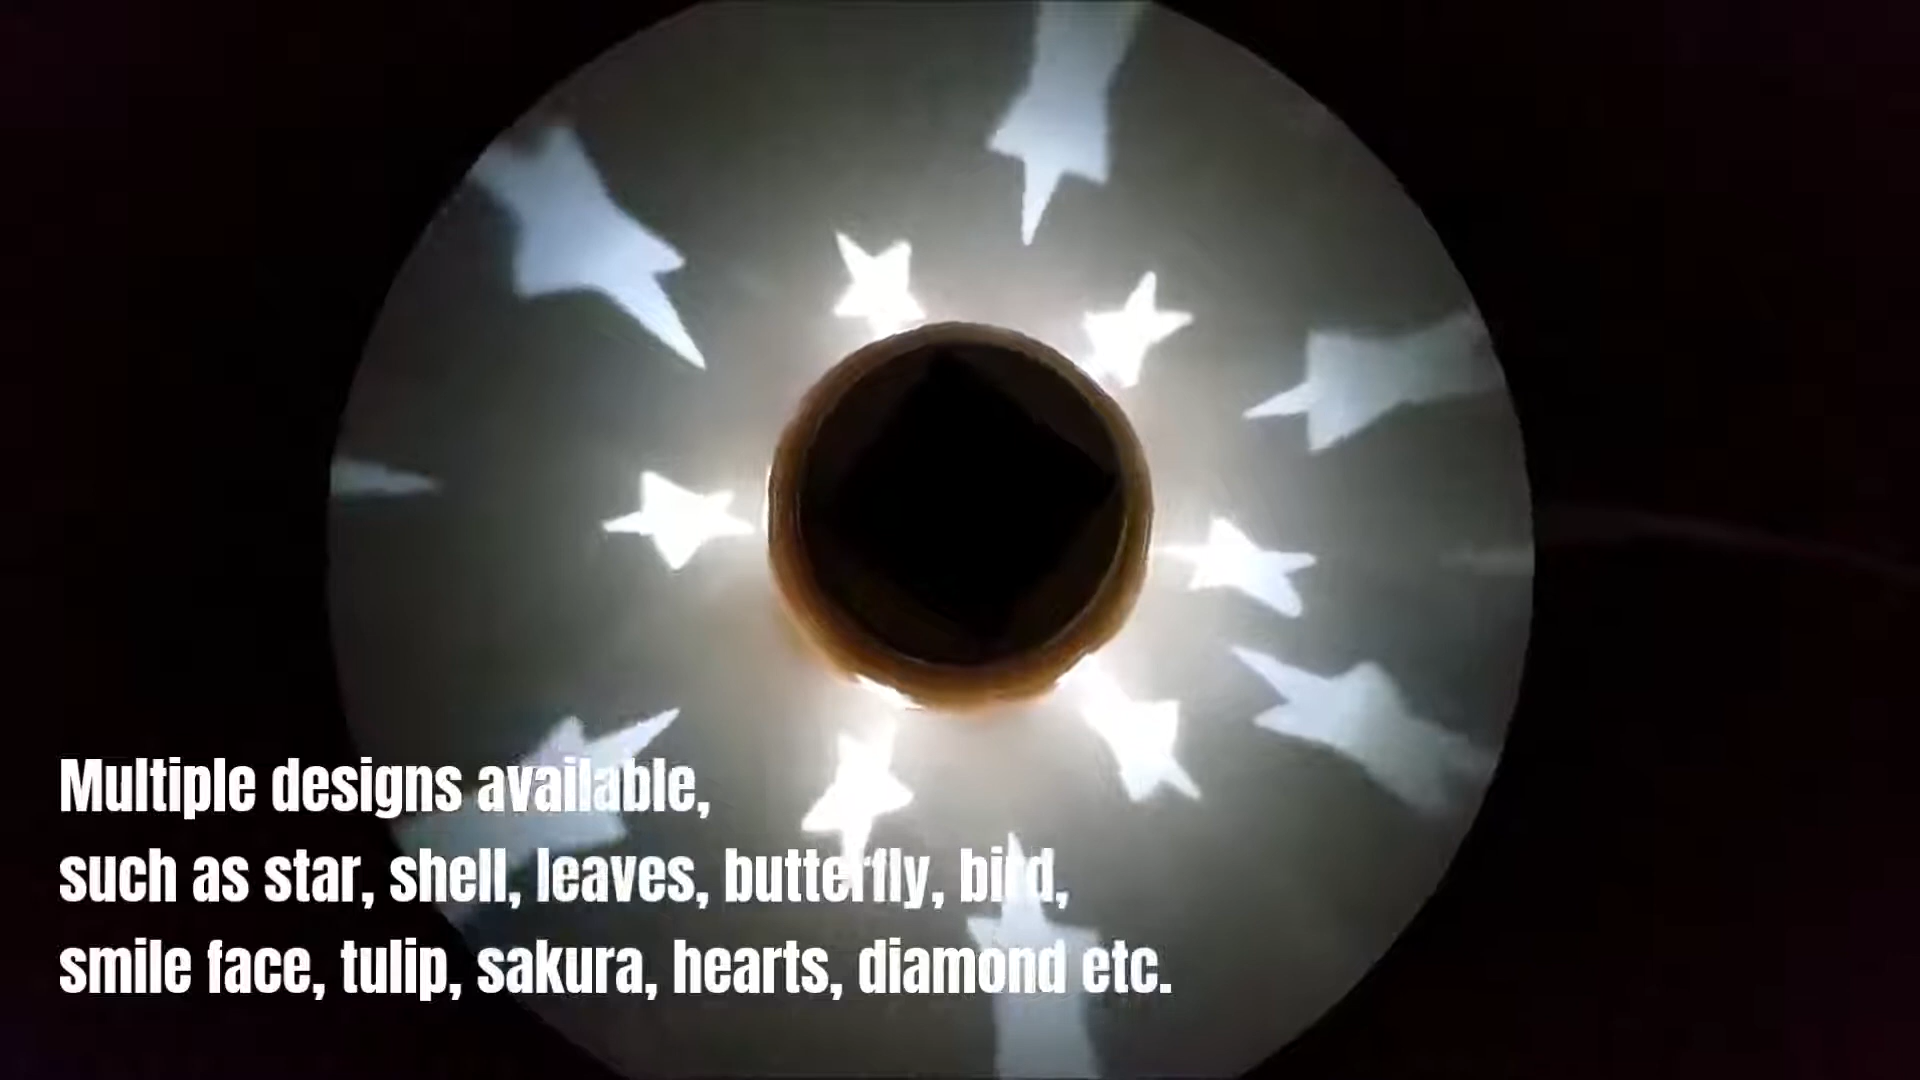 Multiple designs available,
such as star, shell, leaves, butterfly, bird,
smile face, tulip, sakura, hearts, diamond etc.